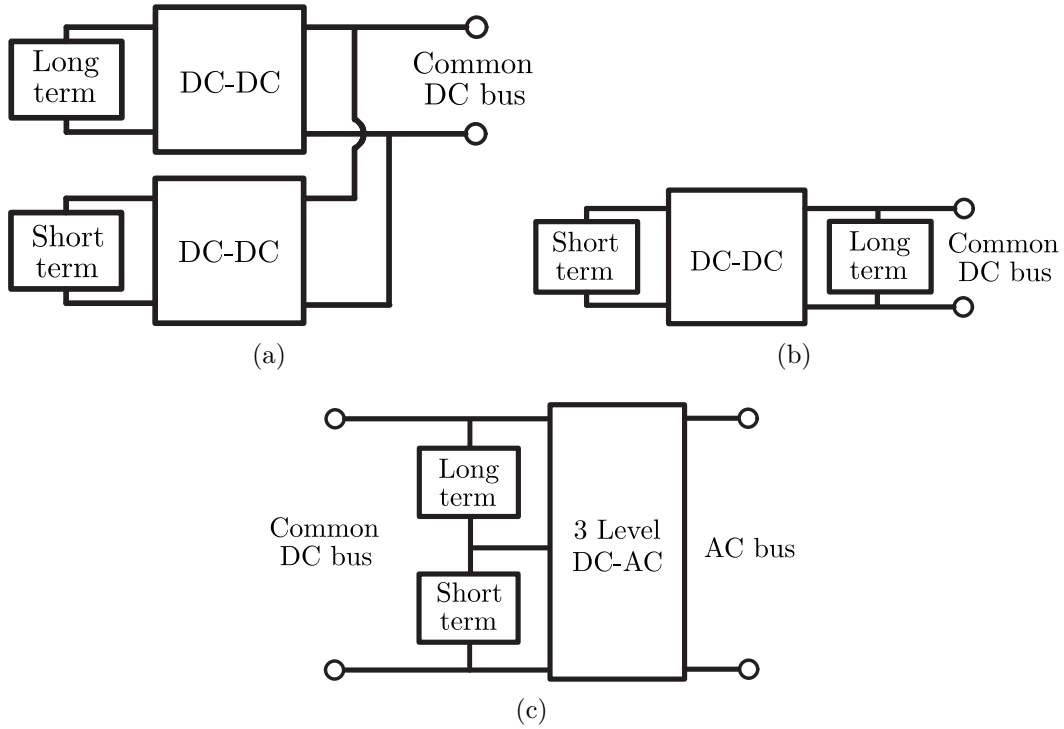 Long
term
DC-DC
Common
DC bus
Short
term
DC-DC
(a)
Short
term
DC-DC
Long
term
Common
DC bus
(b)
Long
term
Common
DC bus
Short
term
3 Level
DC-AC
AC bus
(c)